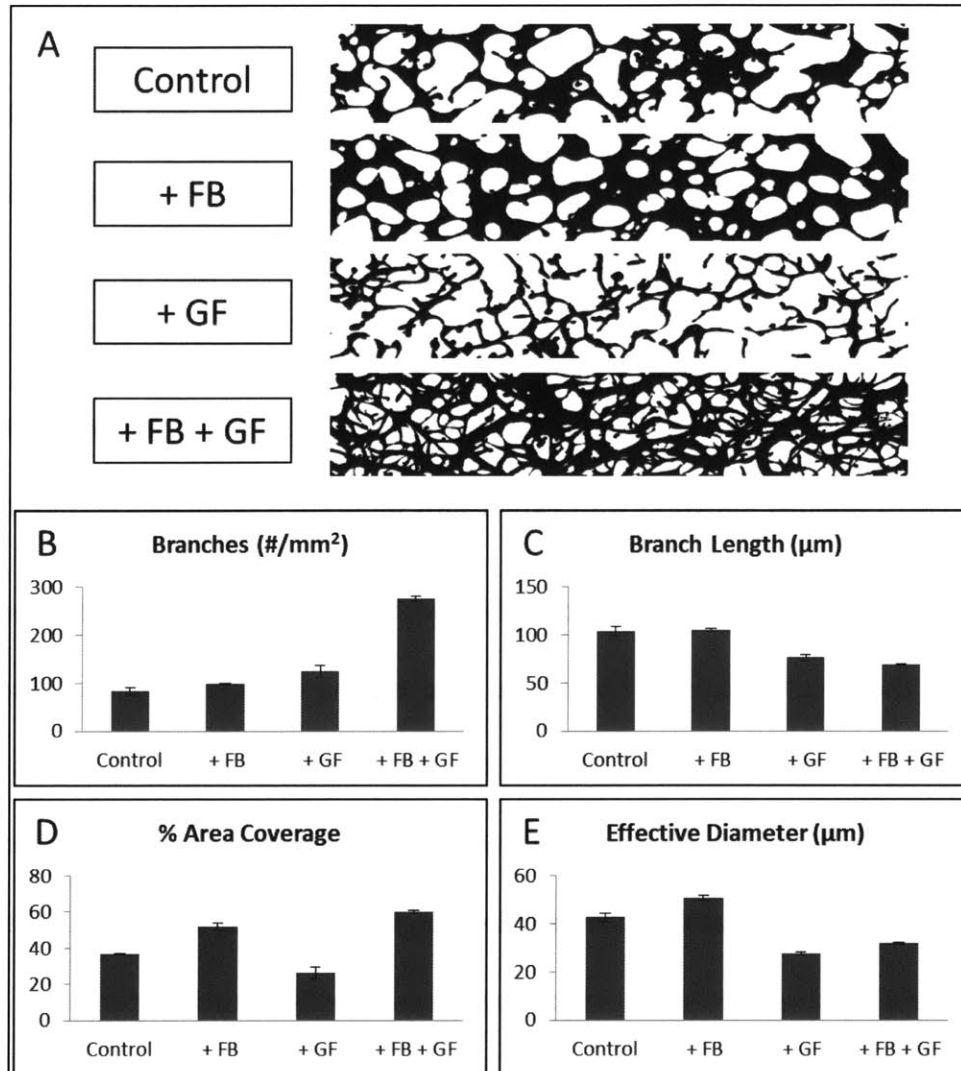 A
Control
+ FB
+ GF
+ FB + GF
B
Branches (#/mm²)
300
200
100
0
Control + FB + GF + FB + GF
C
Branch Length (µm)
150
100
50
0
Control + FB + GF + FB + GF
D
% Area Coverage
80
60
40
20
0
Control + FB + GF + FB + GF
E
Effective Diameter (µm)
60
40
20
0
Control + FB + GF + FB + GF